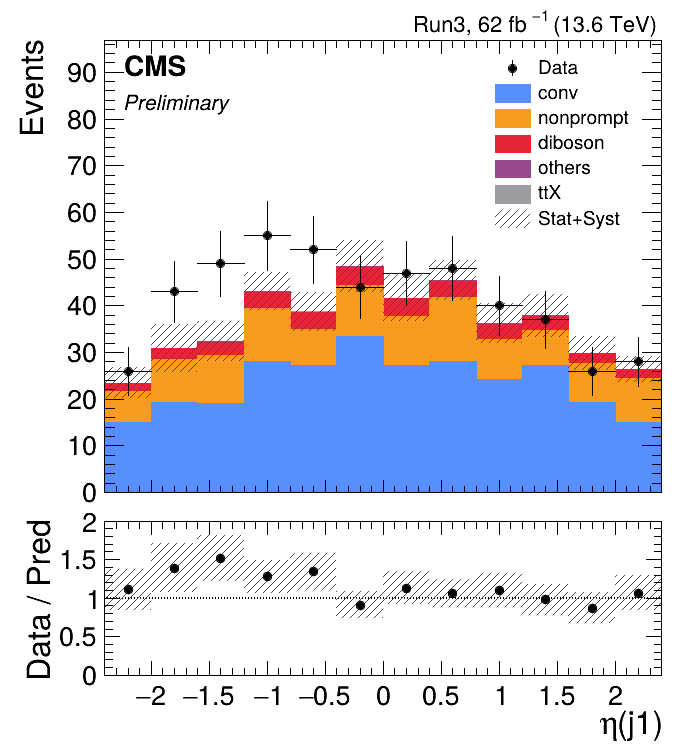 Run3, 62 fb⁻¹ (13.6 TeV)
CMS
Preliminary
Events
90
80
70
60
50
40
30
20
10
0
Data
conv
nonprompt
diboson
others
ttX
Stat+Syst
Data / Pred
2
1.5
1
0.5
0
−2 −1.5 −1 −0.5 0 0.5 1 1.5 2
η(j1)